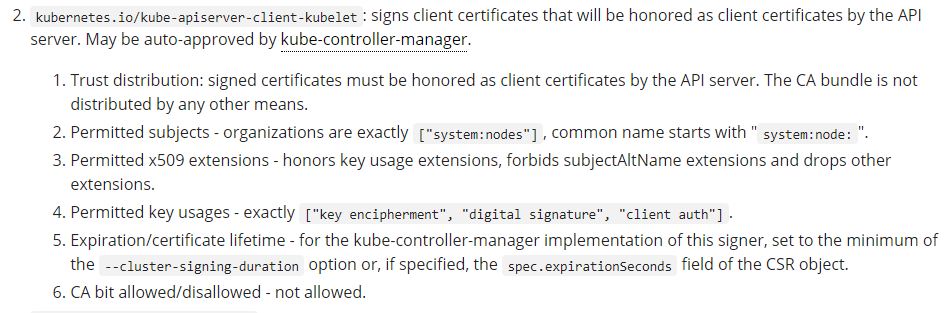 2. kubernetes.io/kube-apiserver-client-kubelet : signs client certificates that will be honored as client certificates by the API
server. May be auto-approved by kube-controller-manager.
1. Trust distribution: signed certificates must be honored as client certificates by the API server. The CA bundle is not
distributed by any other means.
2. Permitted subjects - organizations are exactly ["system:nodes"] , common name starts with " system:node: ".
3. Permitted x509 extensions - honors key usage extensions, forbids subjectAltName extensions and drops other
extensions.
4. Permitted key usages - exactly ["key encipherment", "digital signature", "client auth"] .
5. Expiration/certificate lifetime - for the kube-controller-manager implementation of this signer, set to the minimum of
the --cluster-signing-duration option or, if specified, the spec.expirationSeconds field of the CSR object.
6. CA bit allowed/disallowed - not allowed.